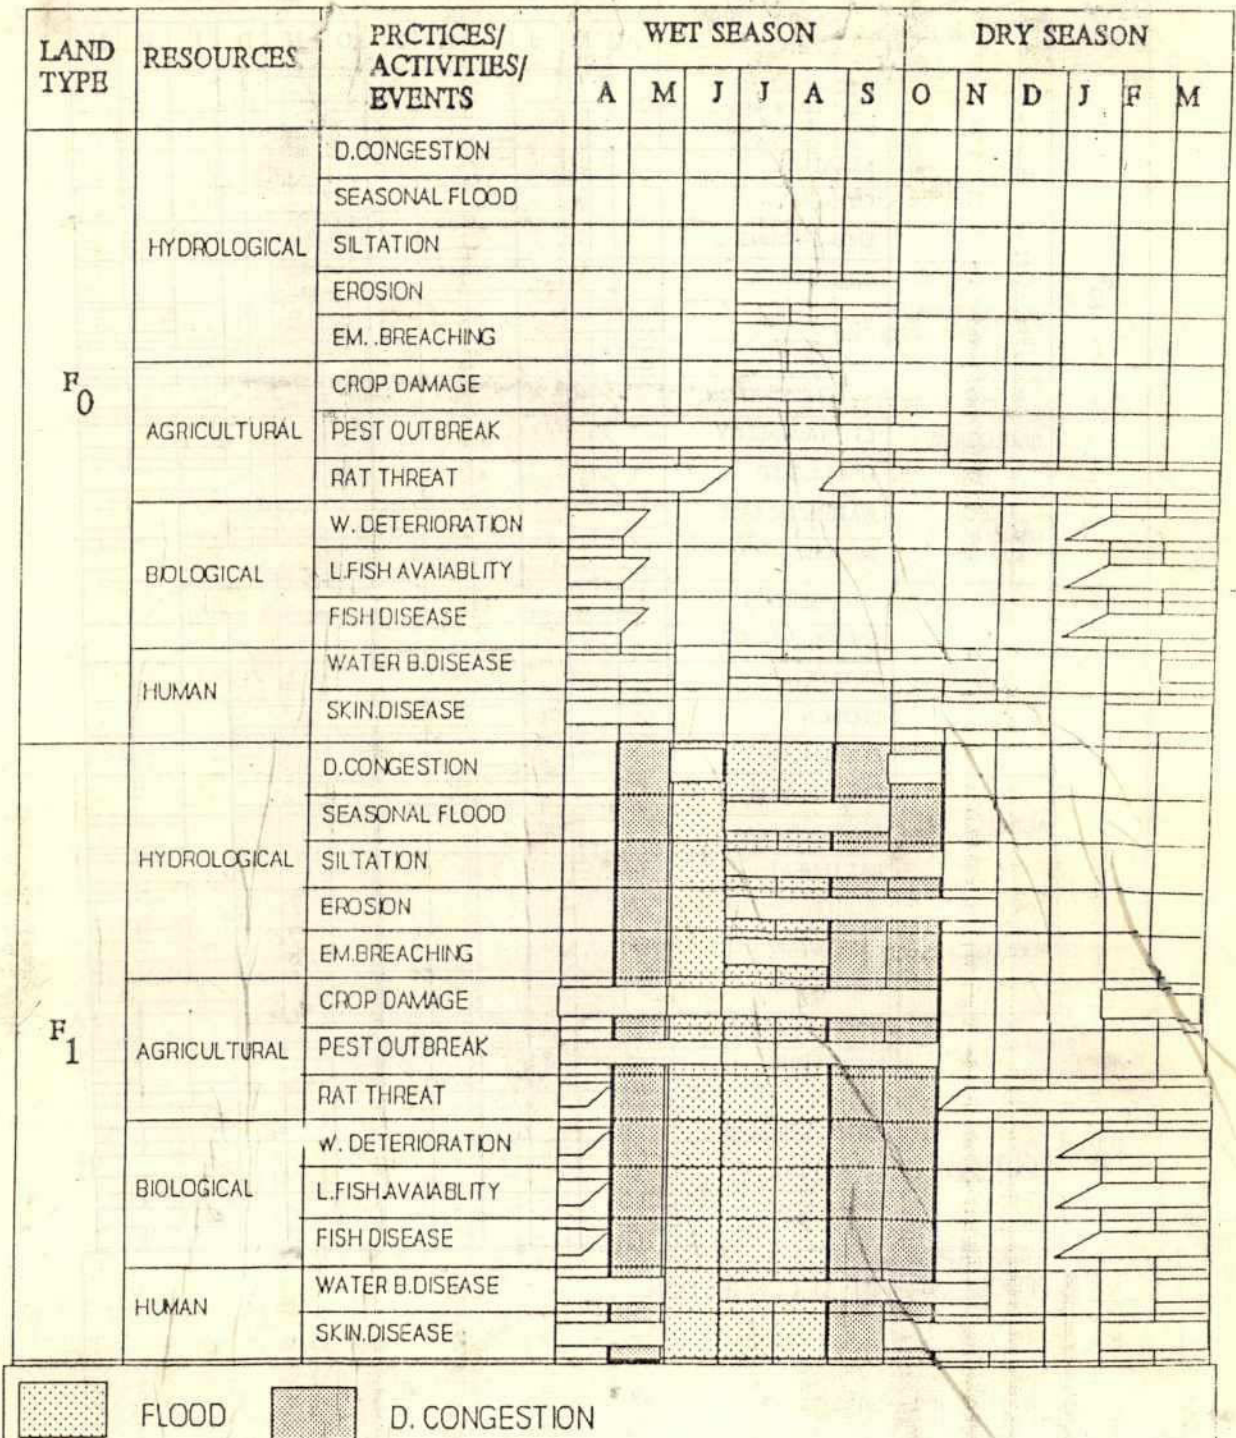 LAND TYPE RESOURCES PRCTICES/ ACTIVITIES/ EVENTS WET SEASON DRY SEASON
A M J J A S O N D J F M
F0
HYDROLOGICAL
D.CONGESTION
SEASONAL FLOOD
SILTATION
EROSION
EM. .BREACHING
AGRICULTURAL
CROP DAMAGE
PEST OUTBREAK
RAT THREAT
BIOLOGICAL
W. DETERIORATION
L.FISH AVAIABLITY
FISH DISEASE
HUMAN
WATER B.DISEASE
SKIN.DISEASE
F1
HYDROLOGICAL
D.CONGESTION
SEASONAL FLOOD
SILTATION
EROSION
EM.BREACHING
AGRICULTURAL
CROP DAMAGE
PEST OUTBREAK
RAT THREAT
BIOLOGICAL
W. DETERIORATION
L.FISH.AVAIABLITY
FISH DISEASE
HUMAN
WATER B.DISEASE
SKIN.DISEASE
FLOOD D. CONGESTION